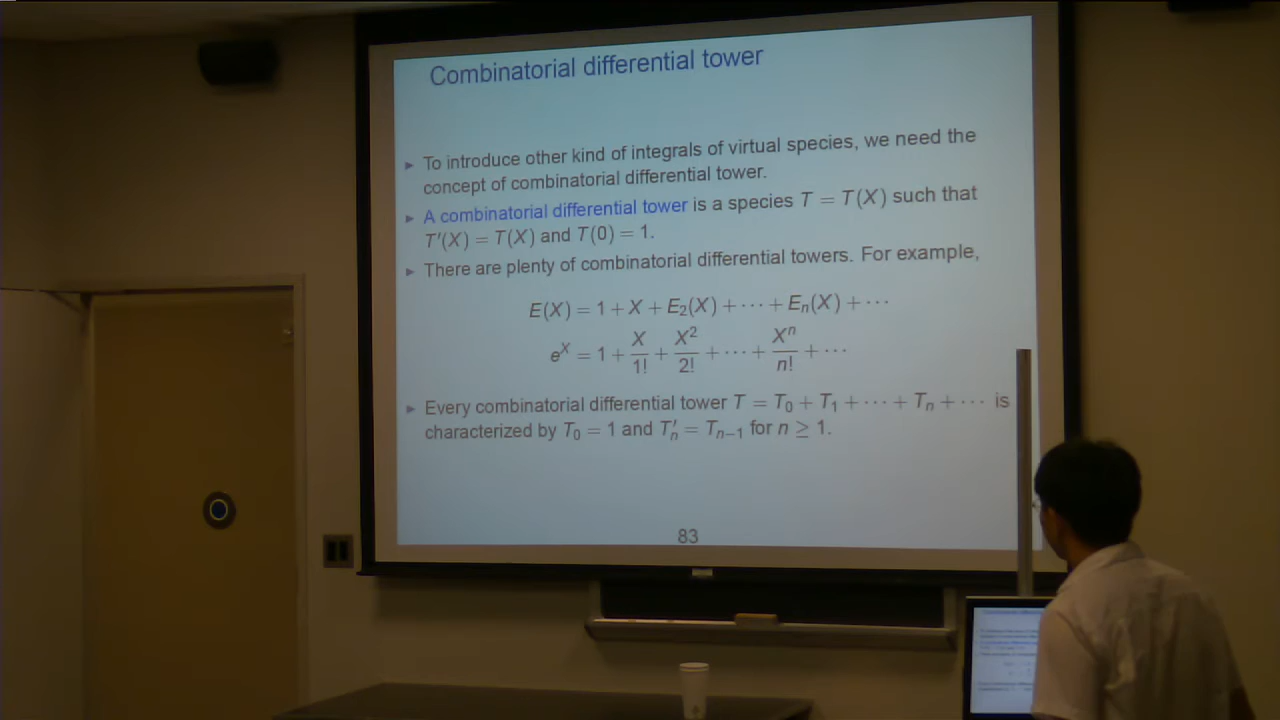 Combinatorial differential tower
▸ To introduce other kind of integrals of virtual species, we need the
concept of combinatorial differential tower.
▸ A combinatorial differential tower is a species T = T(X) such that
T′(X) = T(X) and T(0) = 1.
▸ There are plenty of combinatorial differential towers. For example,
E(X) = 1 + X + E₂(X) + ··· + Eₙ(X) + ···
eˣ = 1 + X/1! + X²/2! + ··· + Xⁿ/n! + ···
▸ Every combinatorial differential tower T = T₀ + T₁ + ··· + Tₙ + ··· is
characterized by T₀ = 1 and T′ₙ = Tₙ₋₁ for n ≥ 1.
83